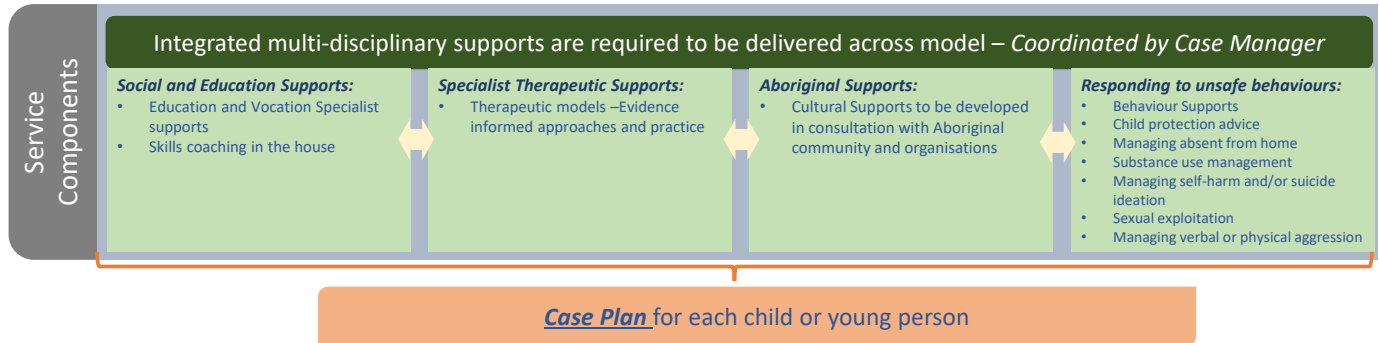 Service
Components
Integrated multi-disciplinary supports are required to be delivered across model – Coordinated by Case Manager
Social and Education Supports:
• Education and Vocation Specialist
supports
• Skills coaching in the house
Specialist Therapeutic Supports:
• Therapeutic models –Evidence
informed approaches and practice
Aboriginal Supports:
• Cultural Supports to be developed
in consultation with Aboriginal
community and organisations
Responding to unsafe behaviours:
• Behaviour Supports
• Child protection advice
• Managing absent from home
• Substance use management
• Managing self-harm and/or suicide
ideation
• Sexual exploitation
• Managing verbal or physical aggression
Case Plan for each child or young person